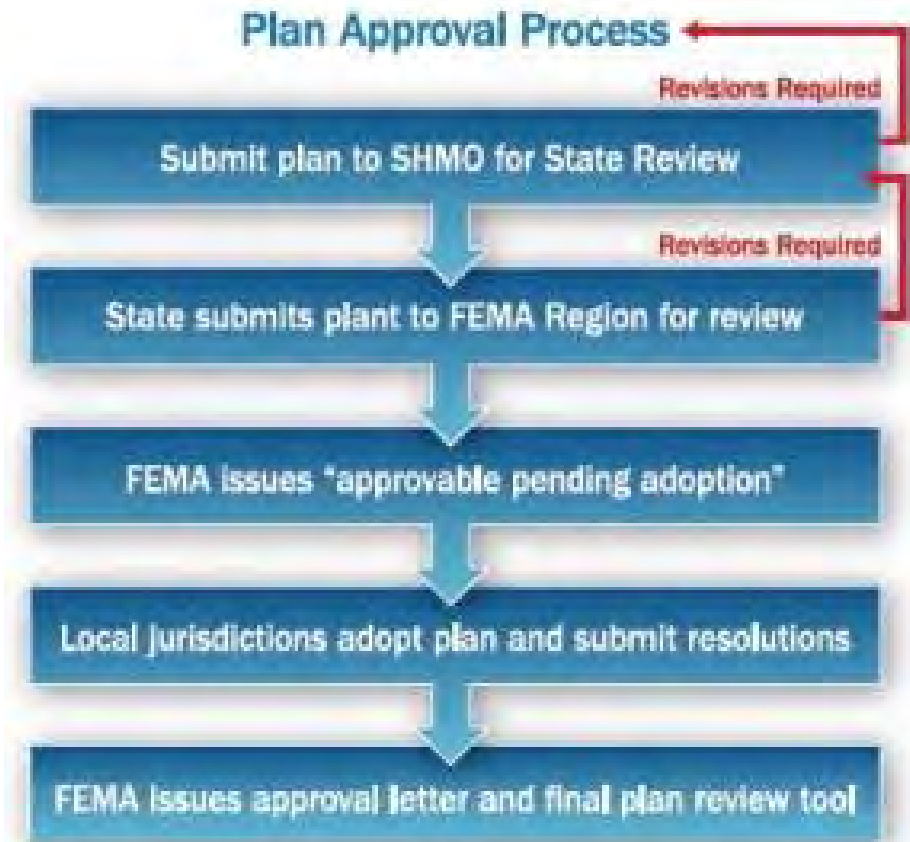 Plan Approval Process
Revisions Required
Submit plan to SHMO for State Review
Revisions Required
State submits plant to FEMA Region for review
FEMA issues "approvable pending adoption"
Local jurisdictions adopt plan and submit resolutions
FEMA issues approval letter and final plan review tool